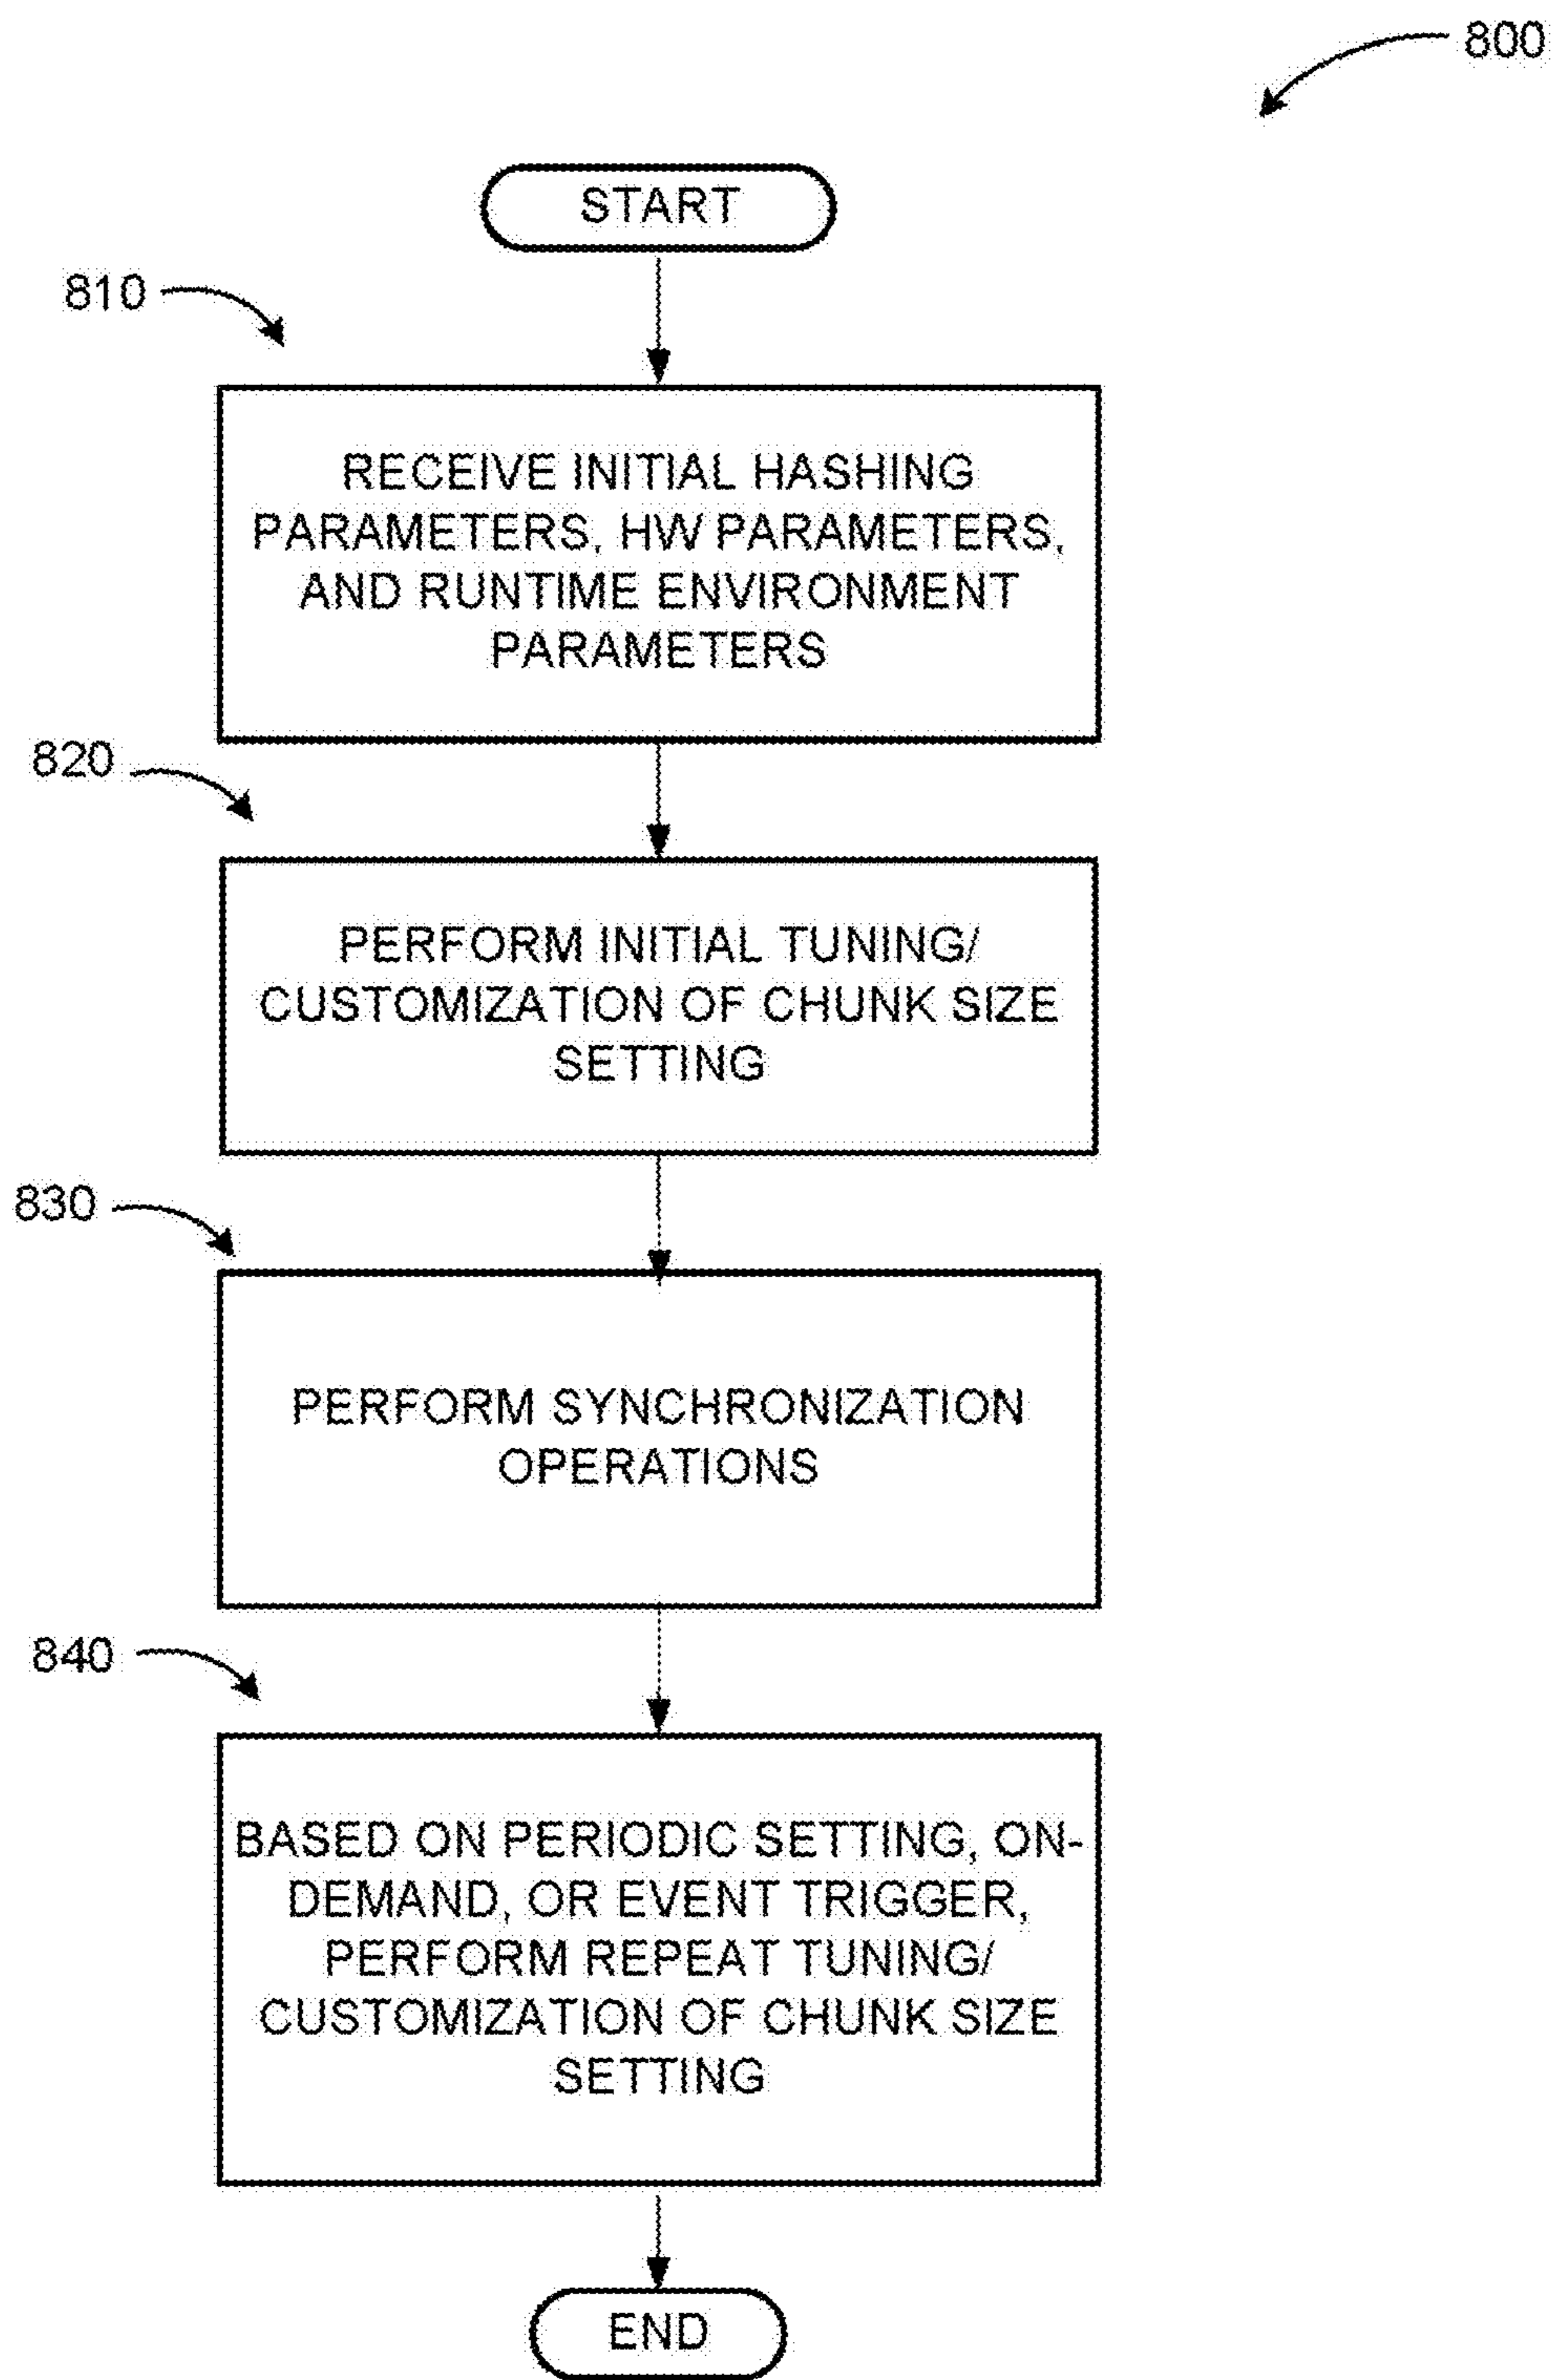 800
START
810
RECEIVE INITIAL HASHING
PARAMETERS, HW PARAMETERS,
AND RUNTIME ENVIRONMENT
PARAMETERS
820
PERFORM INITIAL TUNING/
CUSTOMIZATION OF CHUNK SIZE
SETTING
830
PERFORM SYNCHRONIZATION
OPERATIONS
840
BASED ON PERIODIC SETTING, ON-
DEMAND, OR EVENT TRIGGER,
PERFORM REPEAT TUNING/
CUSTOMIZATION OF CHUNK SIZE
SETTING
END